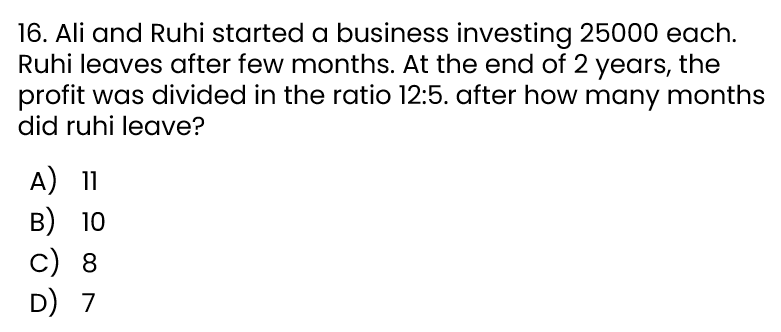 16. Ali and Ruhi started a business investing 25000 each.
Ruhi leaves after few months. At the end of 2 years, the
profit was divided in the ratio 12:5. after how many months
did ruhi leave?
A) 11
B) 10
C) 8
D) 7